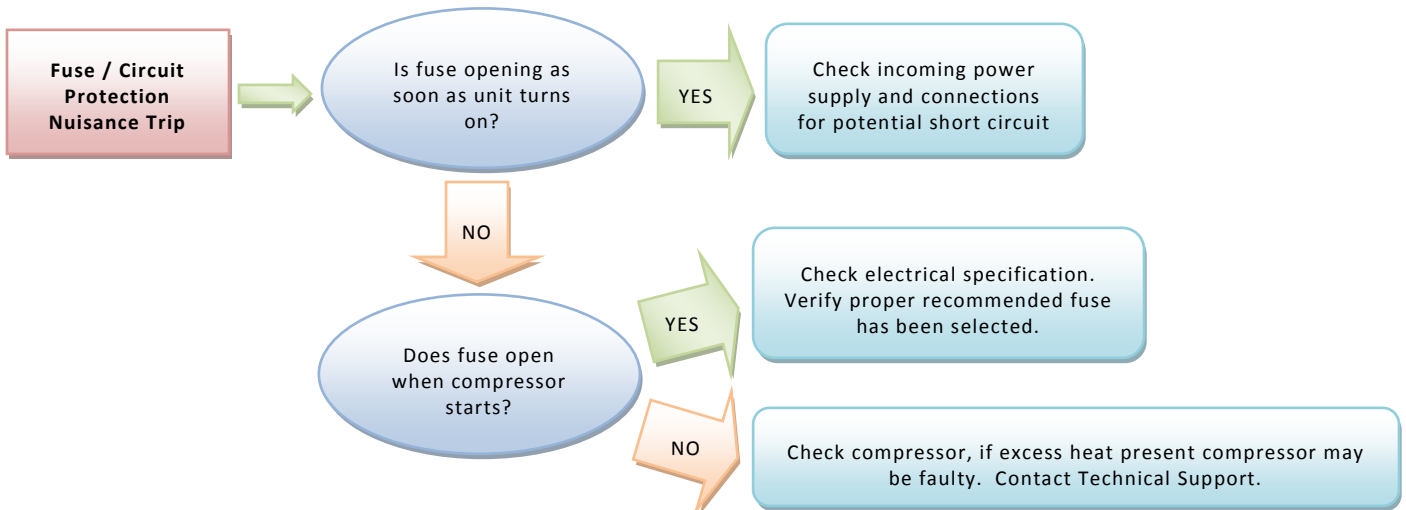 Fuse / Circuit
Protection
Nuisance Trip
Is fuse opening as
soon as unit turns
on?
YES
Check incoming power
supply and connections
for potential short circuit
NO
Does fuse open
when compressor
starts?
YES
Check electrical specification.
Verify proper recommended fuse
has been selected.
NO
Check compressor, if excess heat present compressor may
be faulty.  Contact Technical Support.